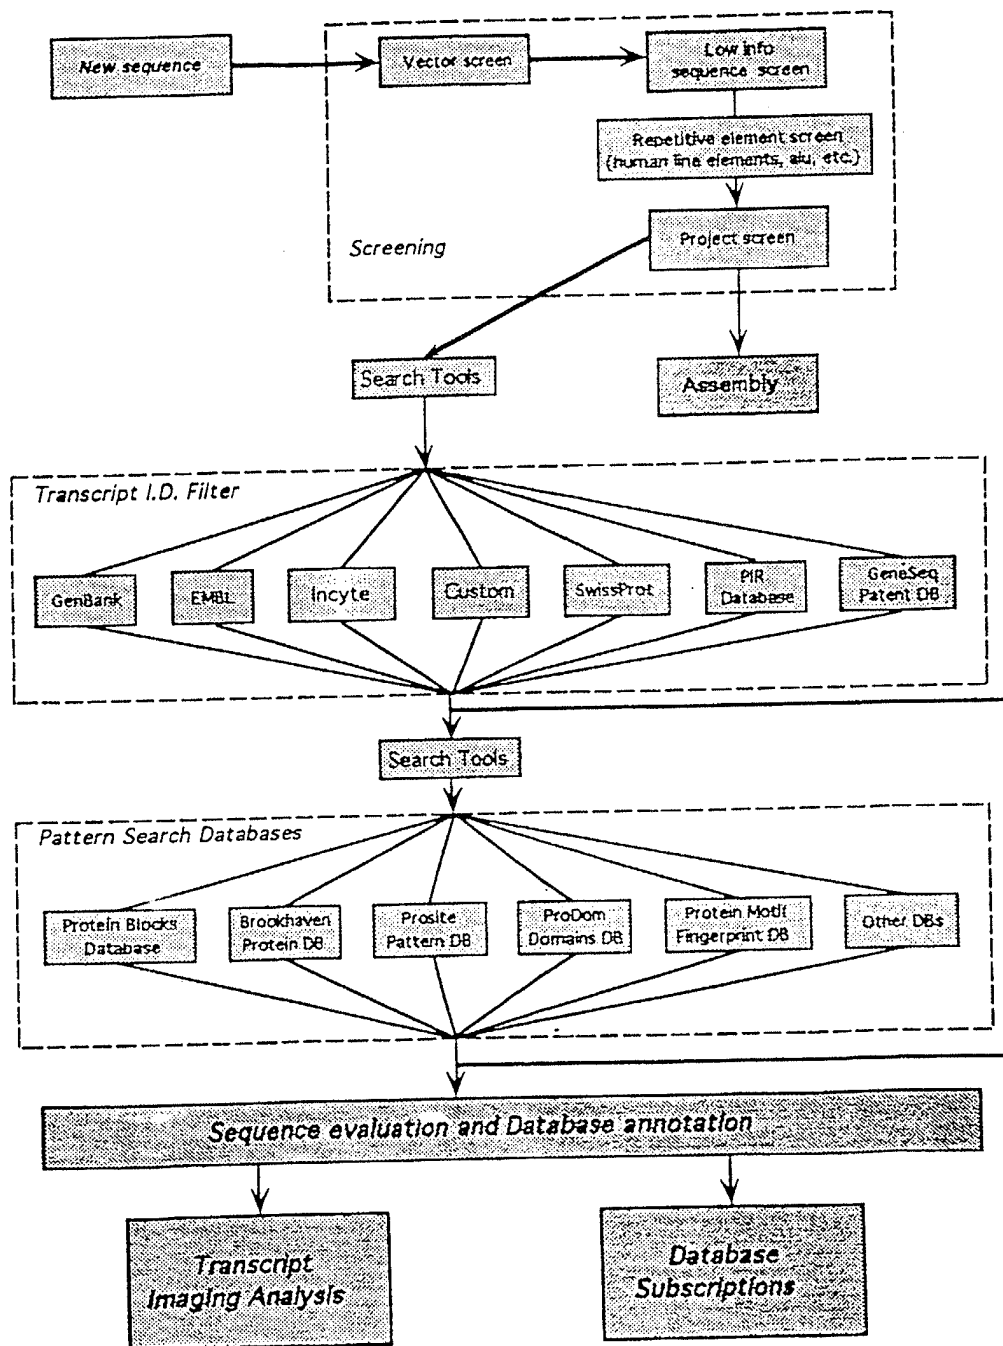 New sequence
Vector screen
Low info
sequence screen
Repetitive element screen
(human line elements, alu, etc.)
Project screen
Screening
Search Tools
Assembly
Transcript I.D. Filter
GenBank
EMBL
Incyte
Custom
SwissProt
PIR
Database
GeneSeq
Patent DB
Search Tools
Pattern Search Databases
Protein Blocks
Database
Brookhaven
Protein DB
Prosite
Pattern DB
ProDom
Domains DB
Protein Motif
Fingerprint DB
Other DBs
Sequence evaluation and Database annotation
Transcript
Imaging Analysis
Database
Subscriptions